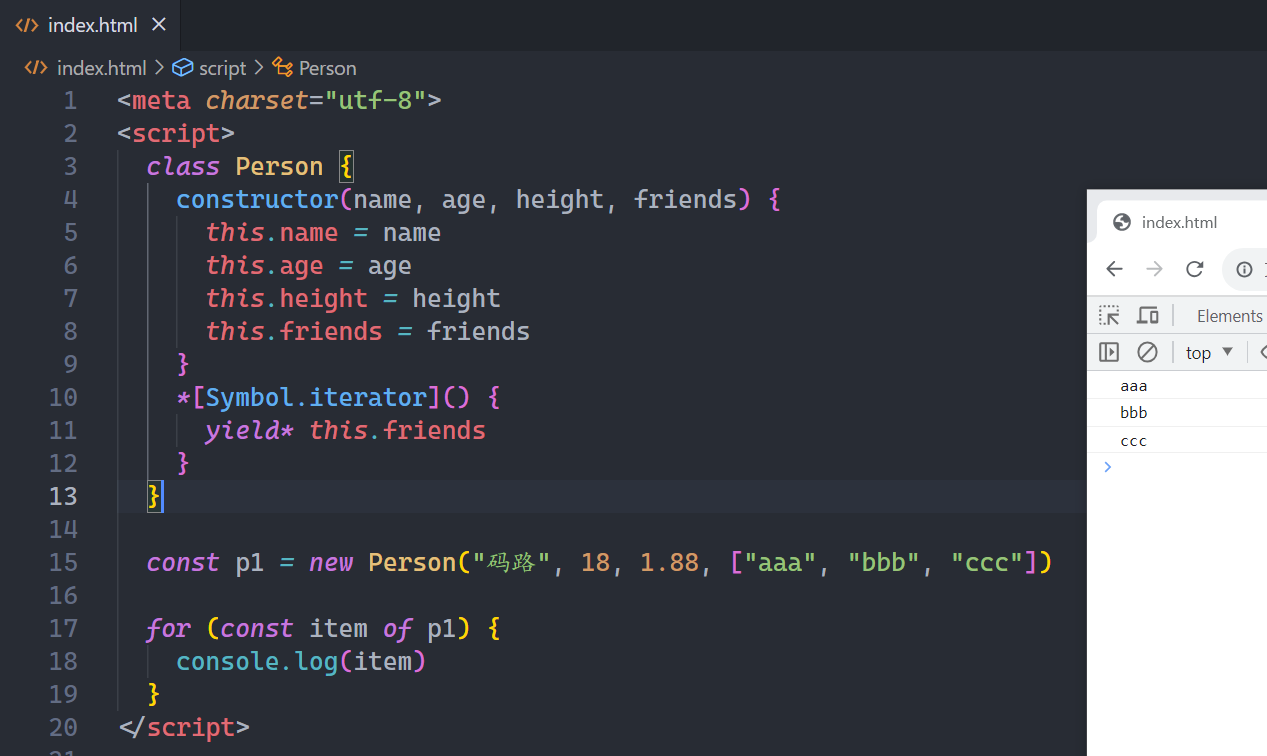 index.html
index.html > script > Person
1 <meta charset="utf-8">
2 <script>
3 class Person {
4 constructor(name, age, height, friends) {
5 this.name = name
6 this.age = age
7 this.height = height
8 this.friends = friends
9 }
10 *[Symbol.iterator]() {
11 yield* this.friends
12 }
13 }
14
15 const p1 = new Person("码路", 18, 1.88, ["aaa", "bbb", "ccc"])
16
17 for (const item of p1) {
18 console.log(item)
19 }
20 </script>
index.html
Elements
top
aaa
bbb
ccc